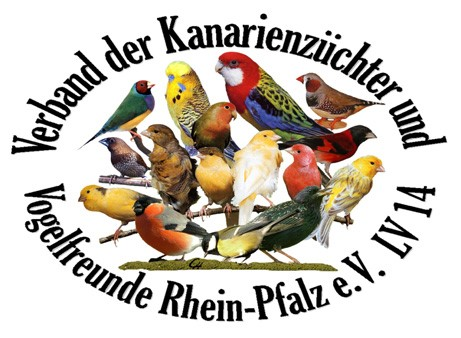 Verband der Kanarienzüchter und
Vogelfreunde Rhein-Pfalz e.V. LV 14